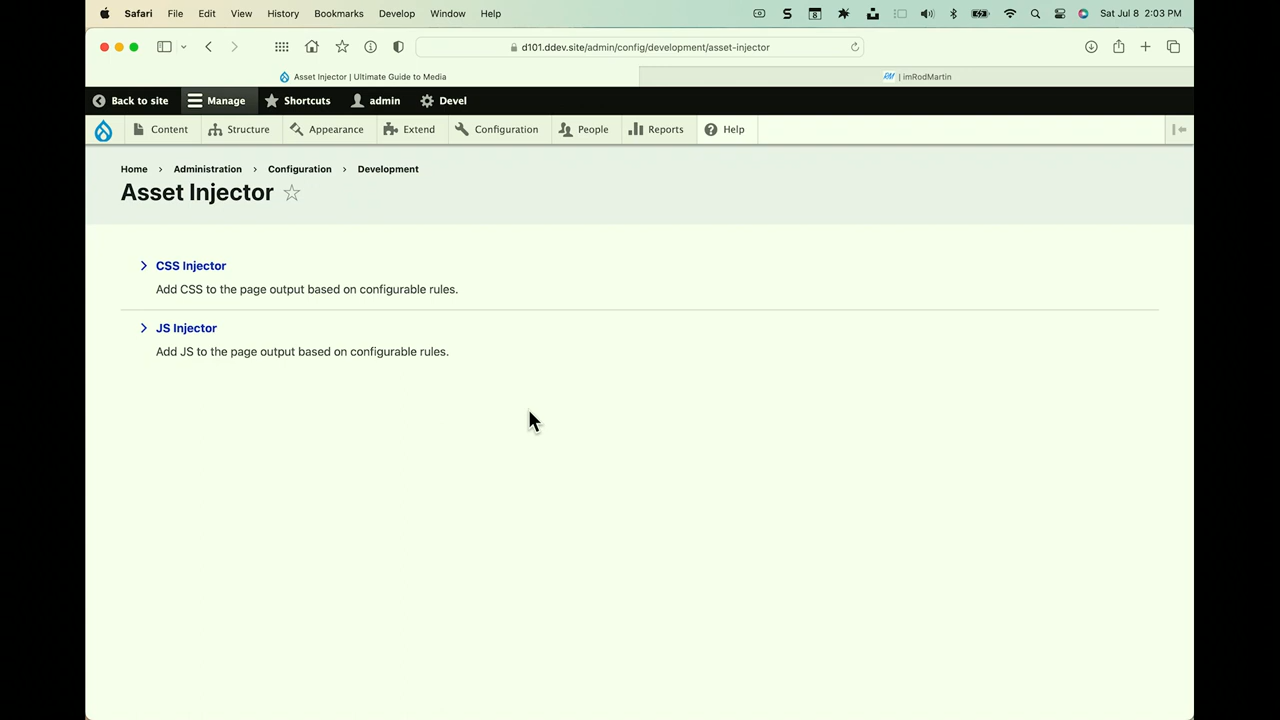 Safari File Edit View History Bookmarks Develop Window Help S 8 Sat Jul 8 2:03 PM
d101.ddev.site/admin/config/development/asset-injector
Asset Injector | Ultimate Guide to Media
RM | imRodMartin
Back to site Manage Shortcuts admin Devel
Content Structure Appearance Extend Configuration People Reports Help
Home > Administration > Configuration > Development
Asset Injector
CSS Injector
Add CSS to the page output based on configurable rules.
JS Injector
Add JS to the page output based on configurable rules.